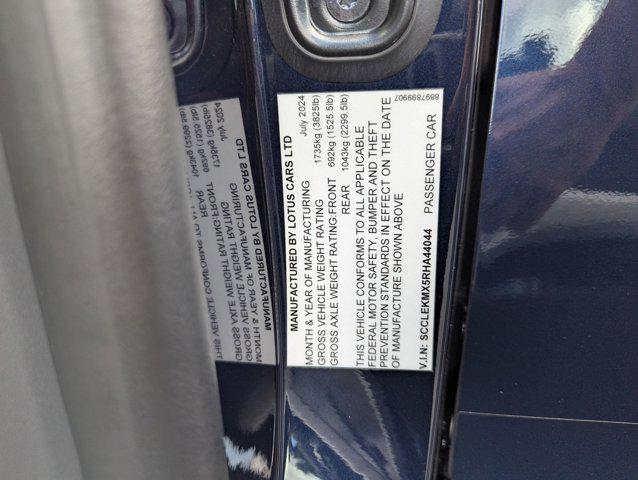 MANUFACTURED BY LOTUS CARS LTD
MONTH & YEAR OF MANUFACTURING July 2024
GROSS VEHICLE WEIGHT RATING 1735kg (3825lb)
GROSS AXLE WEIGHT RATING:FRONT 692kg (1525.5lb)
REAR 1043kg (2299.5lb)
THIS VEHICLE CONFORMS TO ALL APPLICABLE
FEDERAL MOTOR SAFETY, BUMPER AND THEFT
PREVENTION STANDARDS IN EFFECT ON THE DATE
OF MANUFACTURE SHOWN ABOVE
8897899907
V.I.N: SCCLEKMX5RHA44044 PASSENGER CAR